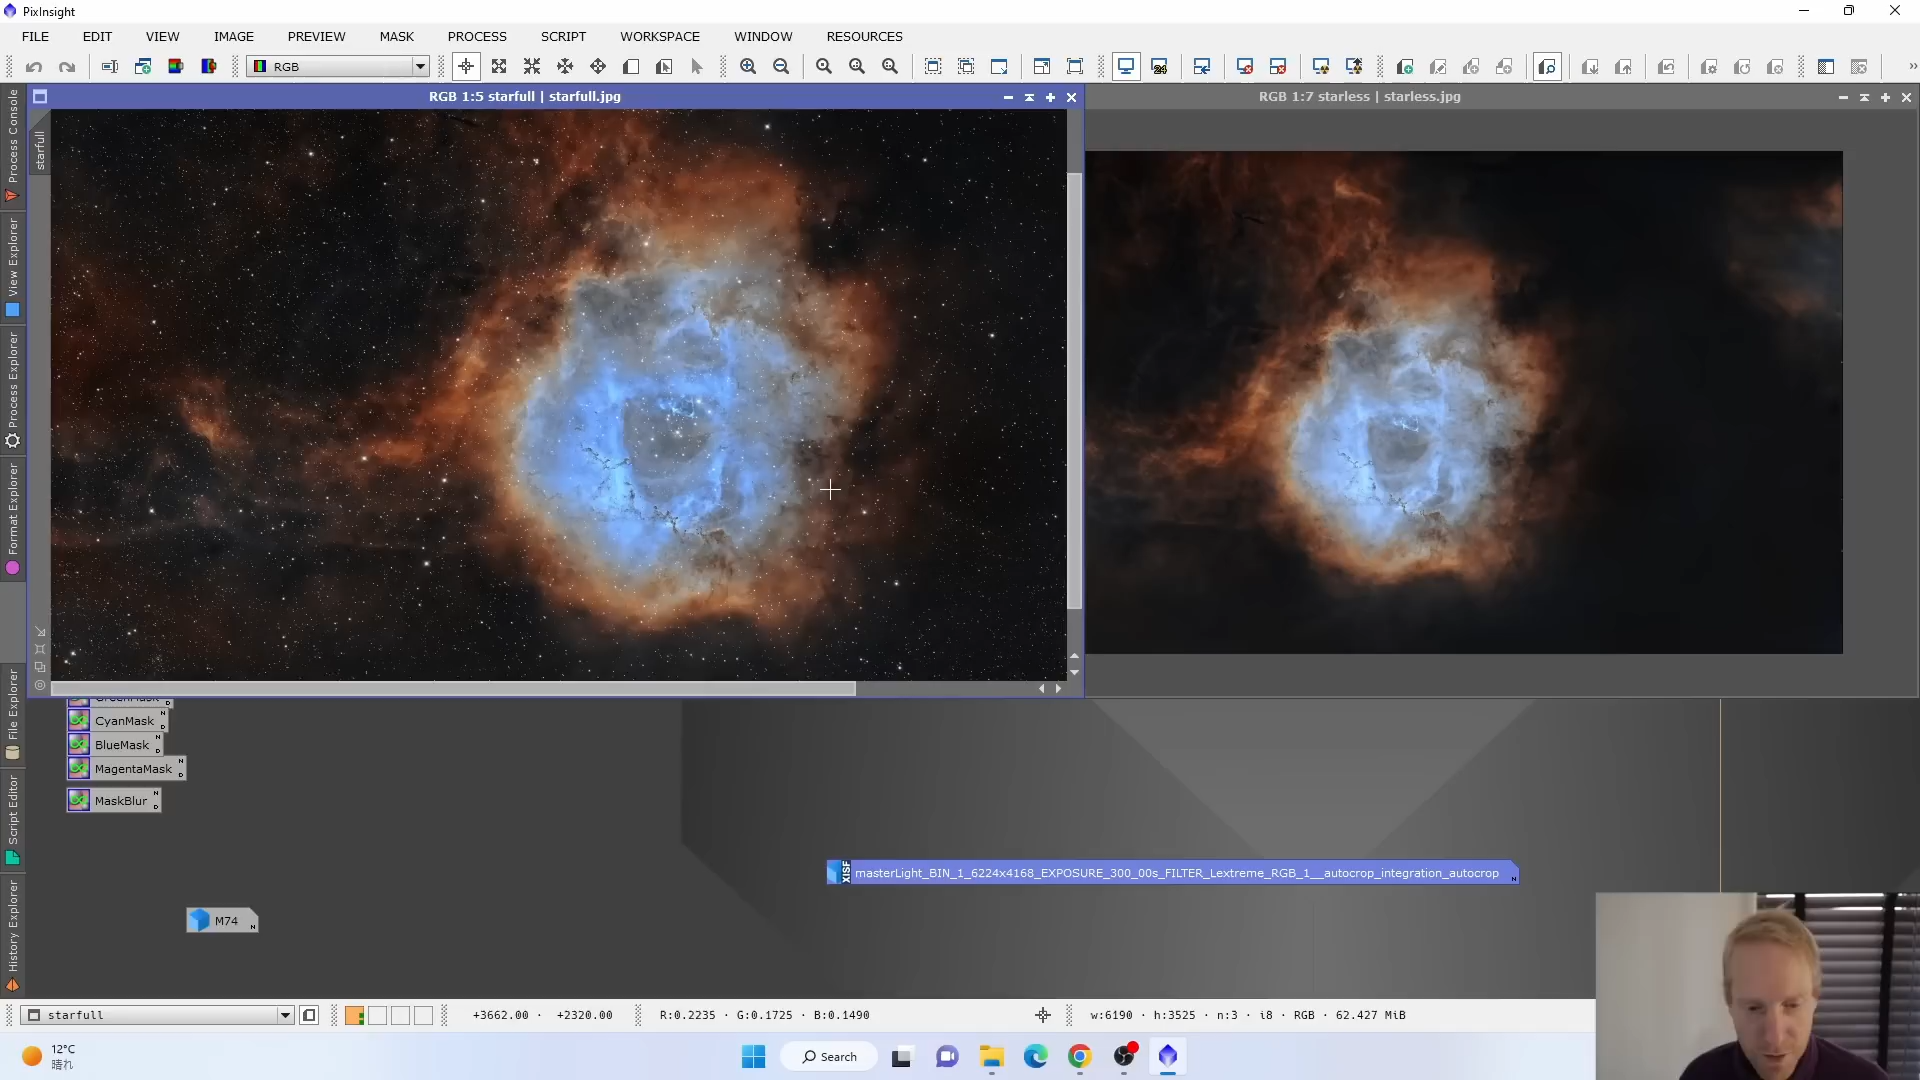 PixInsight
FILE EDIT VIEW IMAGE PREVIEW MASK PROCESS SCRIPT WORKSPACE WINDOW RESOURCES
RGB
24
RGB 1:5 starfull | starfull.jpg
RGB 1:7 starless | starless.jpg
starfull
Process Console
View Explorer
Process Explorer
Format Explorer
File Explorer
Script Editor
History Explorer
GreenMask
CyanMask
BlueMask
MagentaMask
MaskBlur
XISF masterLight_BIN_1_6224x4168_EXPOSURE_300_00s_FILTER_Lextreme_RGB_1__autocrop_integration_autocrop
M74
starfull
+3662.00 · +2320.00
R:0.2235 · G:0.1725 · B:0.1490
w:6190 · h:3525 · n:3 · i8 · RGB · 62.427 MiB
12°C
晴れ
Search